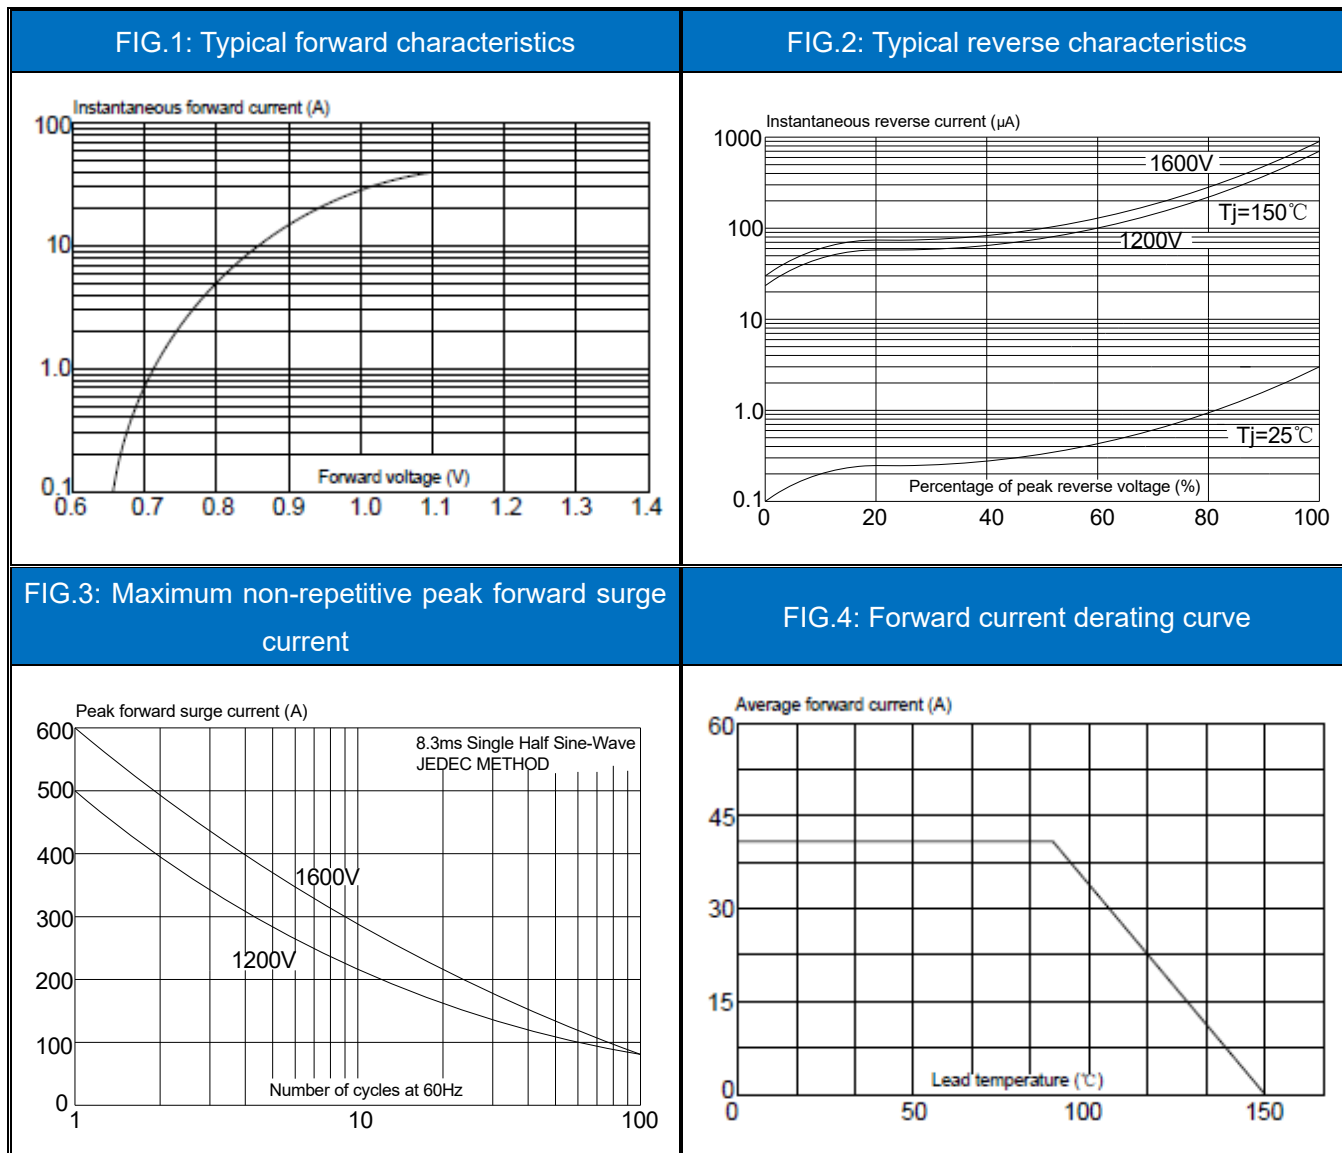 FIG.1: Typical forward characteristics
FIG.2: Typical reverse characteristics
Instantaneous forward current (A)
100
10
1.0
0.1
Forward voltage (V)
0.6 0.7 0.8 0.9 1.0 1.1 1.2 1.3 1.4
Instantaneous reverse current (μA)
1000
1600V
Tj=150℃
100
1200V
10
1.0
Tj=25℃
0.1
Percentage of peak reverse voltage (%)
0 20 40 60 80 100
FIG.3: Maximum non-repetitive peak forward surge
current
FIG.4: Forward current derating curve
Peak forward surge current (A)
600
8.3ms Single Half Sine-Wave
JEDEC METHOD
500
400
1600V
300
1200V
200
100
Number of cycles at 60Hz
0
1 10 100
Average forward current (A)
60
45
30
15
0
Lead temperature (℃)
0 50 100 150